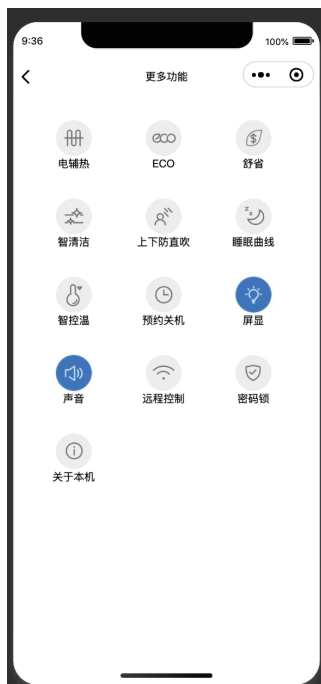 9:36
100%
更多功能
电辅热
ECO
舒省
智清洁
上下防直吹
睡眠曲线
智控温
预约关机
屏显
声音
远程控制
密码锁
关于本机